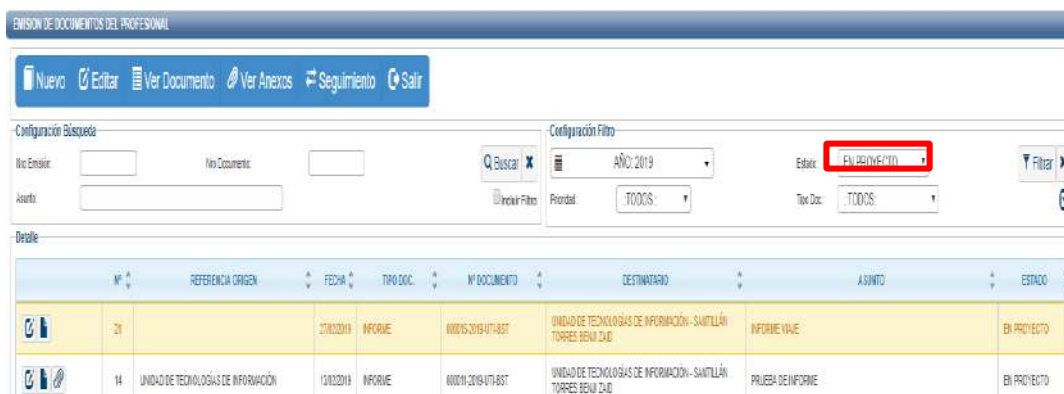 EMISION DE DOCUMENTOS DEL PROFESIONAL
Nuevo Editar Ver Documento Ver Anexos Seguimiento Salir
Configuración Búsqueda Configuración Filtro
Nro Emisión: Nro Documento: Buscar AÑO: 2019 Estado: EN PROYECTO Filtrar
Asunto: Incluir Filtro Prioridad: :TODOS: Tipo Doc: :TODOS:
Detalle
Nº REFERENCIA ORIGEN FECHA TIPO DOC. Nº DOCUMENTO DESTINATARIO ASUNTO ESTADO
21 27/02/2019 INFORME 000015-2019-UTI-BST UNIDAD DE TECNOLOGÍAS DE INFORMACIÓN - SANTILLÁN INFORME VIAJE EN PROYECTO
TORRES BENJI ZAID
14 UNIDAD DE TECNOLOGÍAS DE INFORMACIÓN 13/02/2019 INFORME 000011-2019-UTI-BST UNIDAD DE TECNOLOGÍAS DE INFORMACIÓN - SANTILLÁN PRUEBA DE INFORME EN PROYECTO
TORRES BENJI ZAID